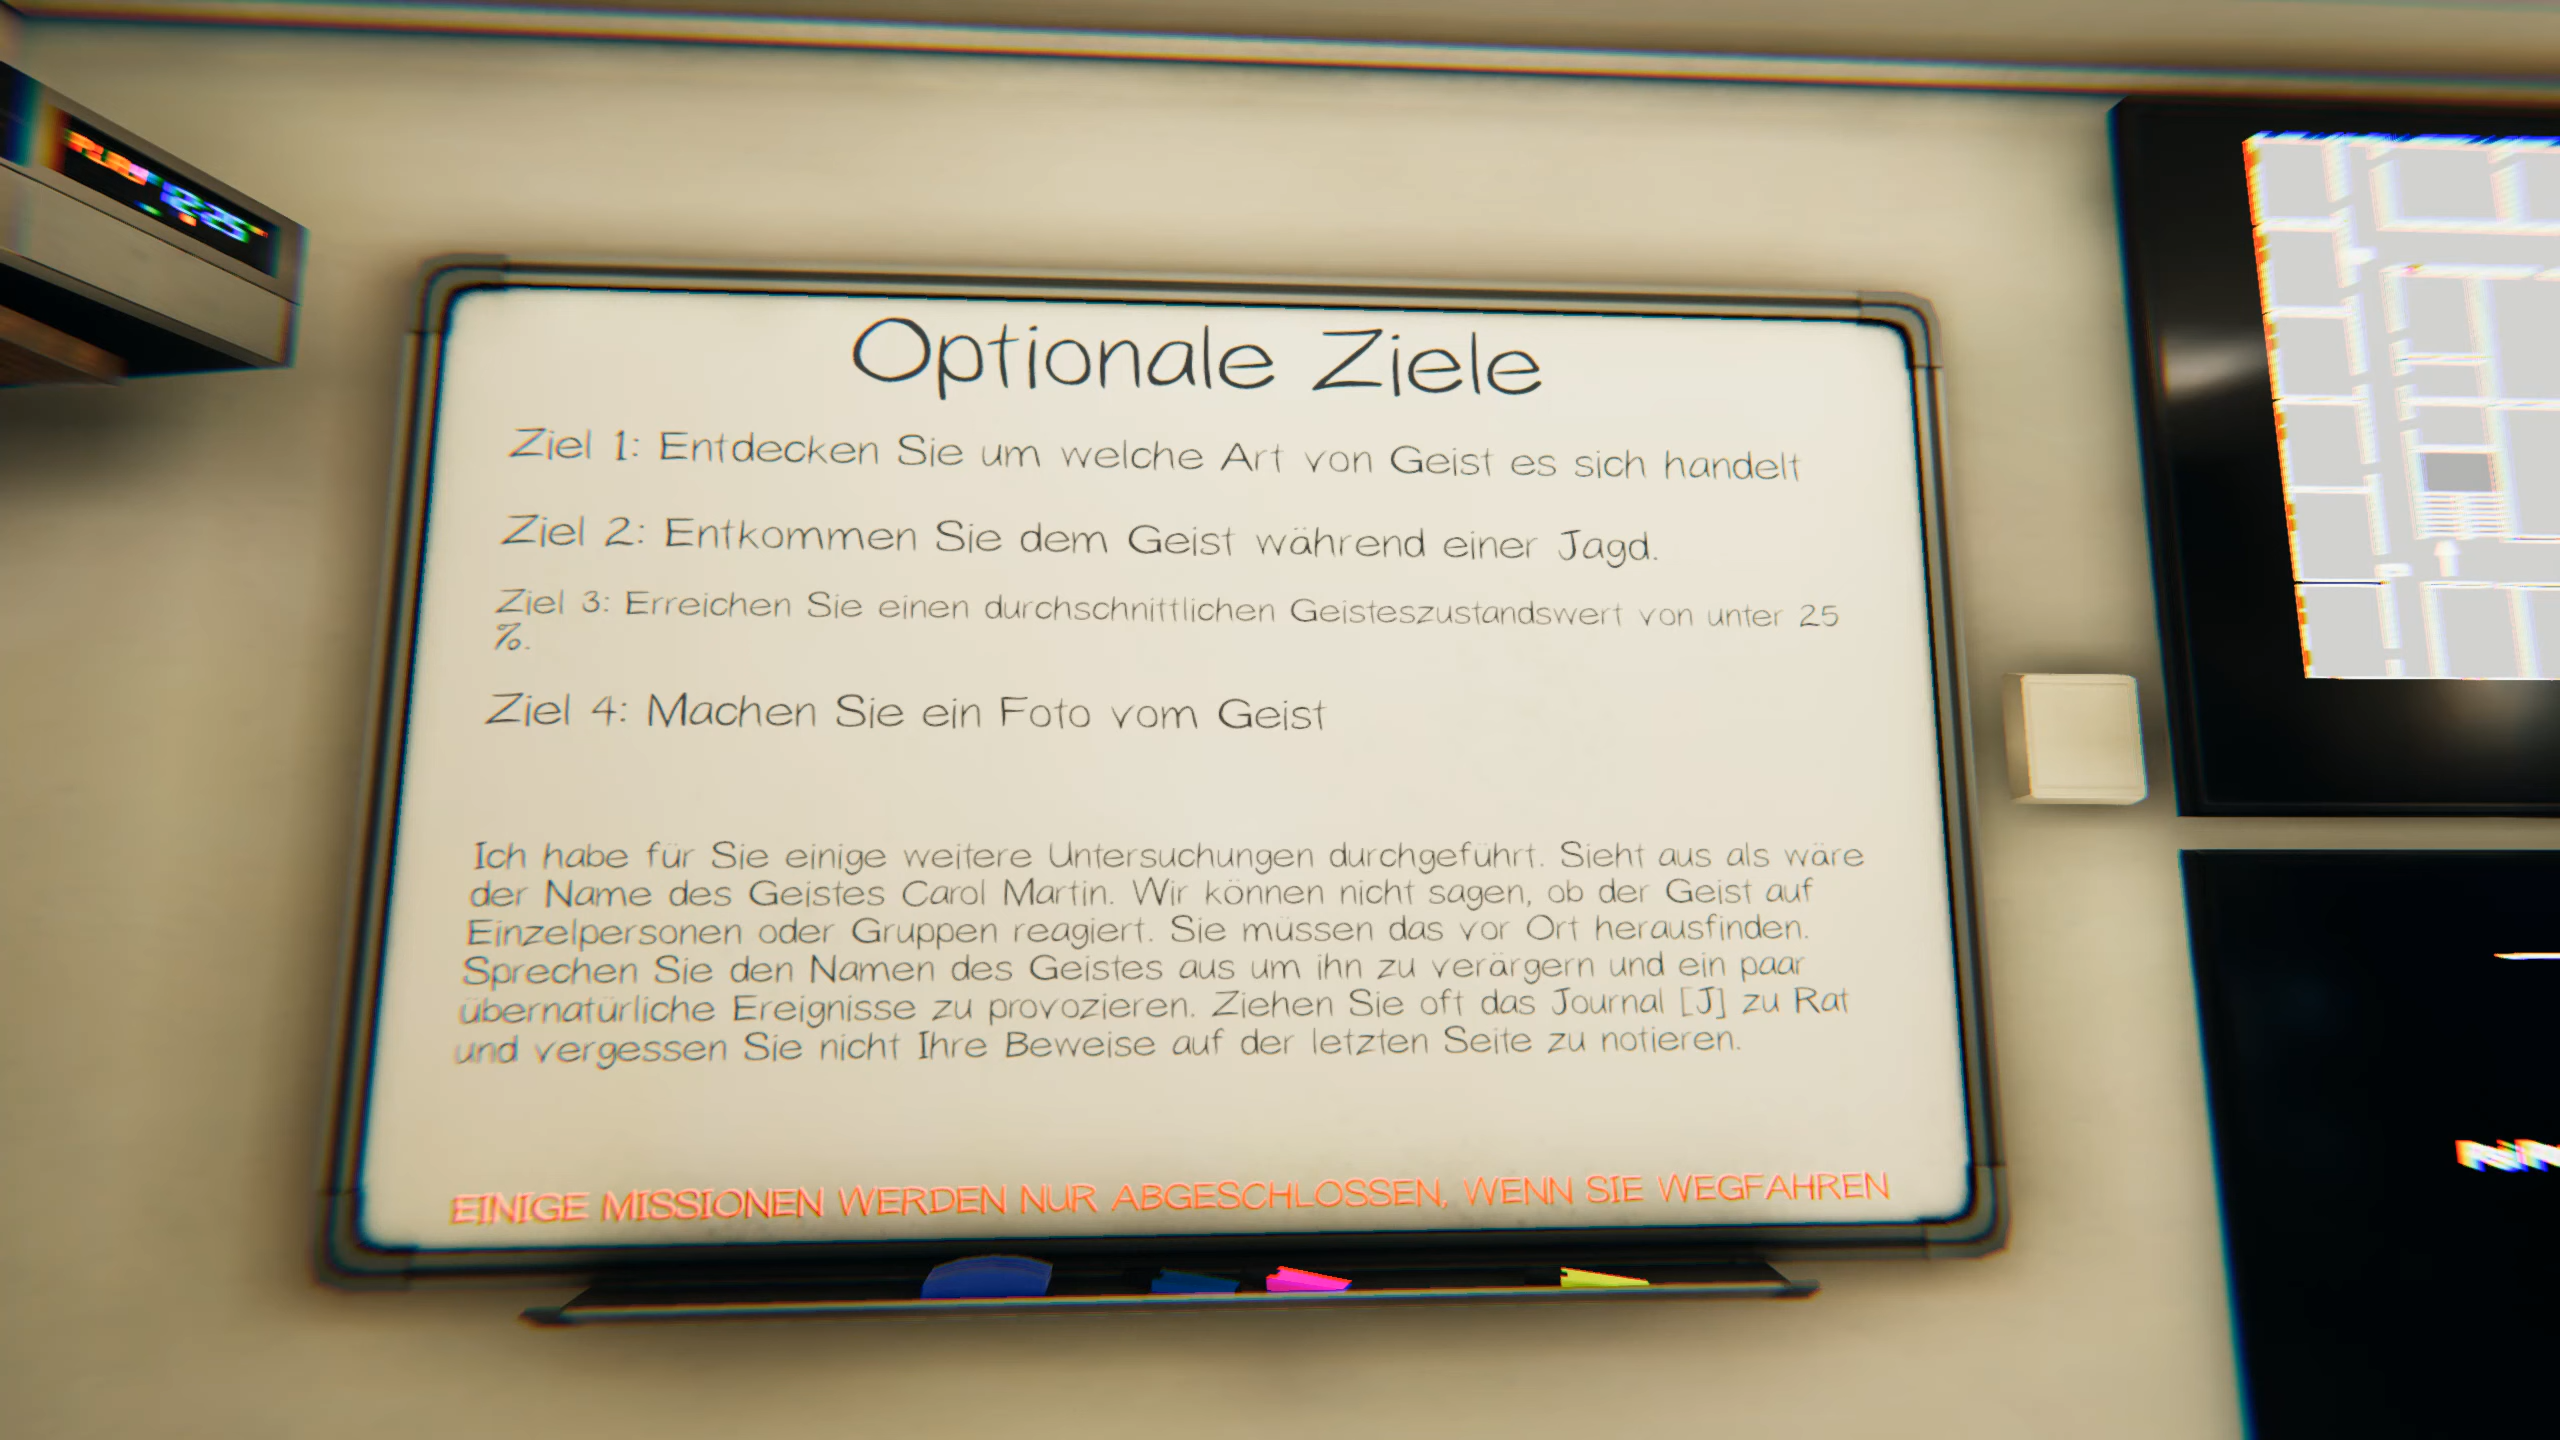 Optionale Ziele
Ziel 1: Entdecken Sie um welche Art von Geist es sich handelt
Ziel 2: Entkommen Sie dem Geist während einer Jagd.
Ziel 3: Erreichen Sie einen durchschnittlichen Geisteszustandswert von unter 25
%.
Ziel 4: Machen Sie ein Foto vom Geist
Ich habe für Sie einige weitere Untersuchungen durchgeführt. Sieht aus als wäre
der Name des Geistes Carol Martin. Wir können nicht sagen, ob der Geist auf
Einzelpersonen oder Gruppen reagiert. Sie müssen das vor Ort herausfinden.
Sprechen Sie den Namen des Geistes aus um ihn zu verärgern und ein paar
übernatürliche Ereignisse zu provozieren. Ziehen Sie oft das Journal [J] zu Rat
und vergessen Sie nicht Ihre Beweise auf der letzten Seite zu notieren.
EINIGE MISSIONEN WERDEN NUR ABGESCHLOSSEN, WENN SIE WEGFAHREN